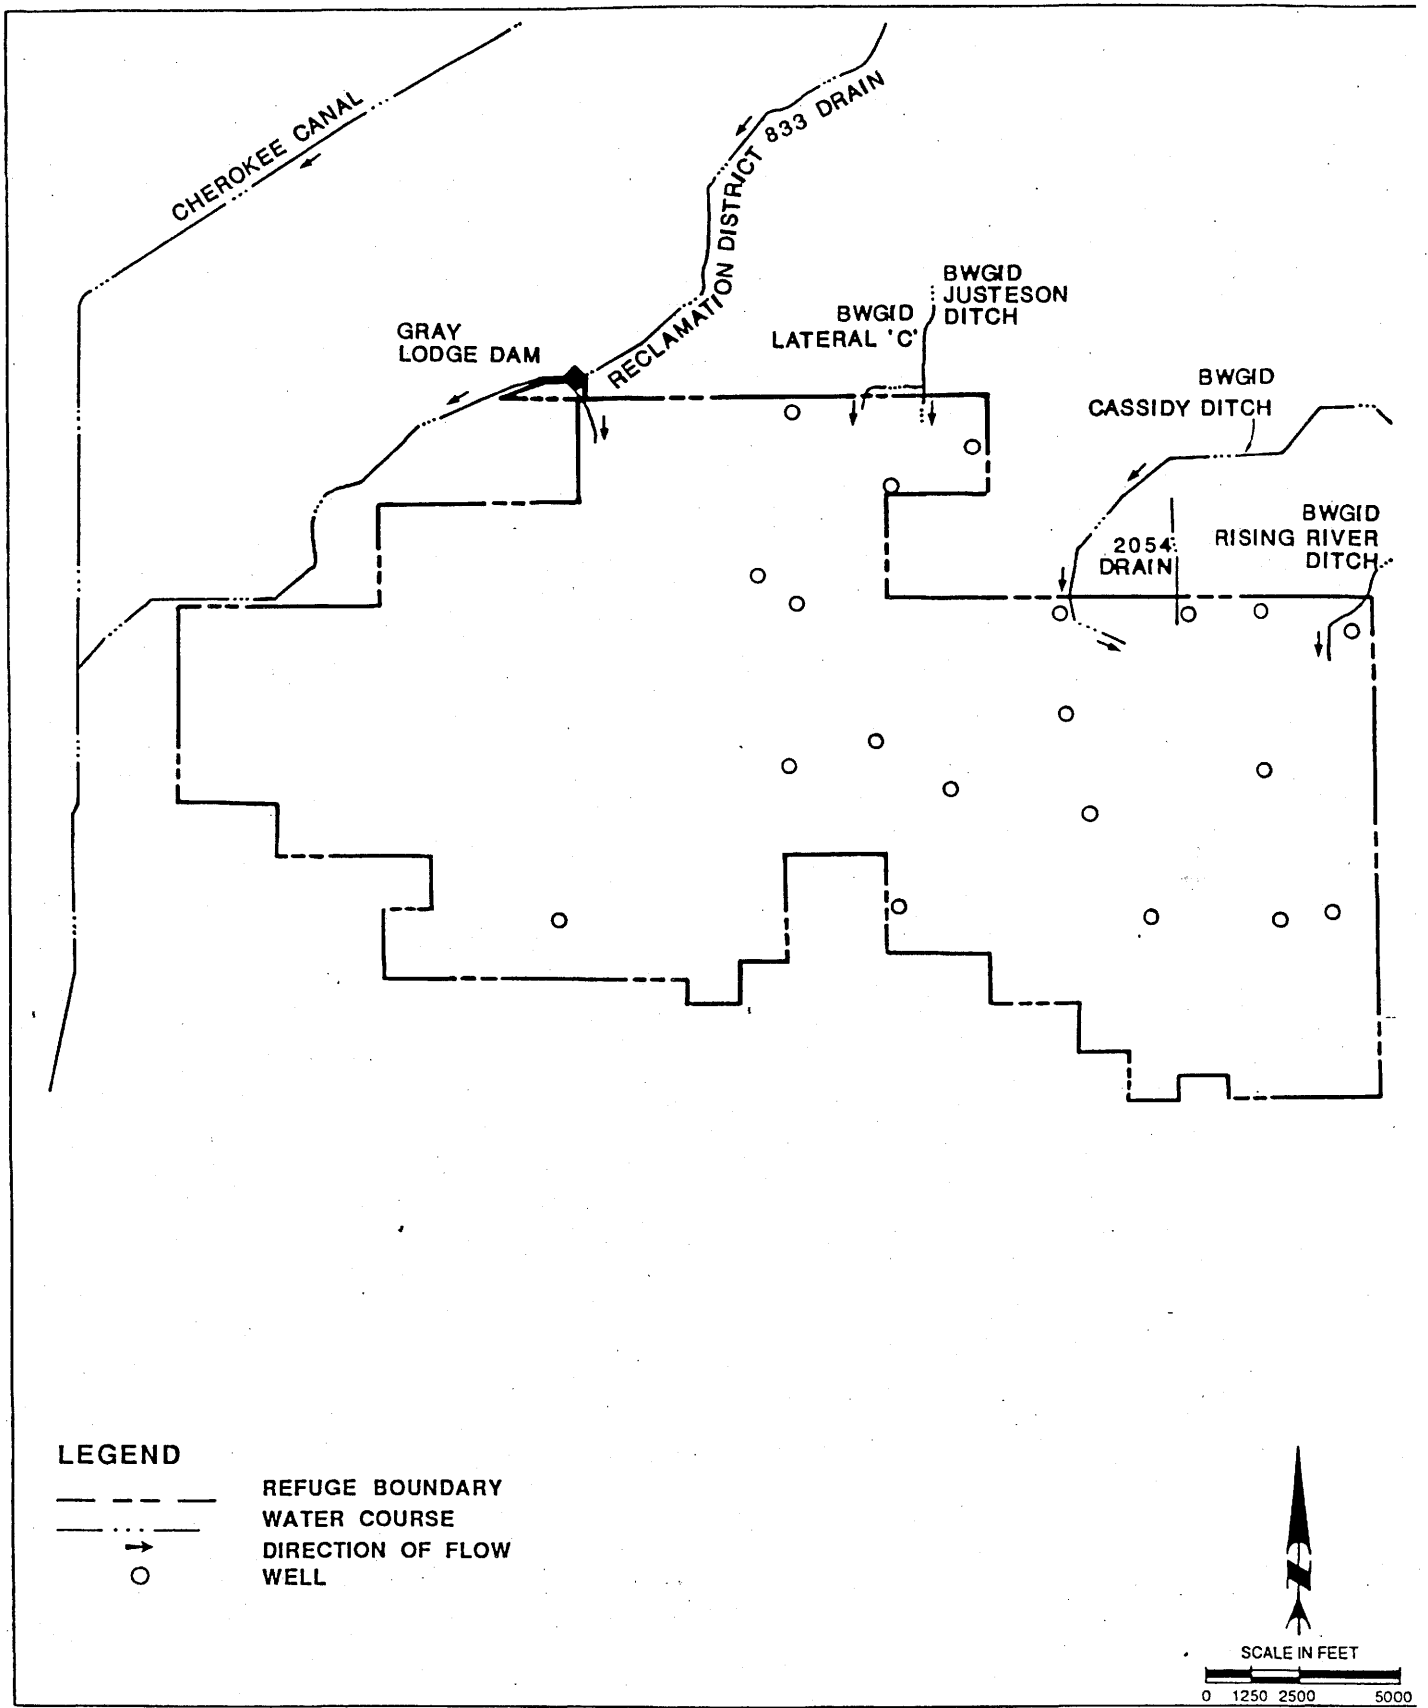 CHEROKEE CANAL
RECLAMATION DISTRICT 833 DRAIN
BWGID
JUSTESON
DITCH
BWGID
LATERAL 'C'
GRAY
LODGE DAM
BWGID
CASSIDY DITCH
BWGID
RISING RIVER
DITCH
2054
DRAIN
LEGEND
REFUGE BOUNDARY
WATER COURSE
DIRECTION OF FLOW
WELL
N
SCALE IN FEET
0 1250 2500 5000